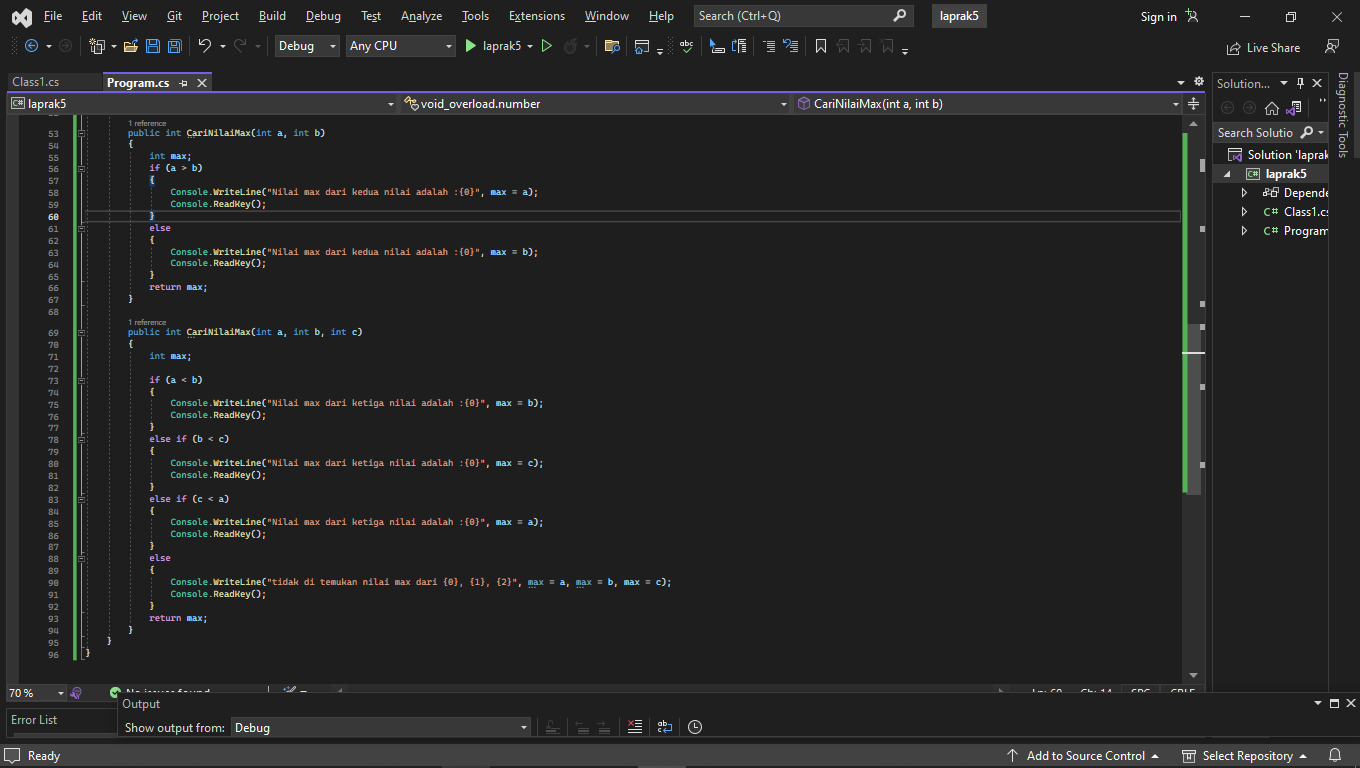 File Edit View Git Project Build Debug Test Analyze Tools Extensions Window Help Search (Ctrl+Q) laprak5 Sign in
Debug Any CPU laprak5 Live Share
Class1.cs Program.cs Solution...
laprak5 void_overload.number CariNilaiMax(int a, int b)
Search Solutio
Solution 'laprak
laprak5
Depende
Class1.cs
Program
Diagnostic Tools
1 reference
53 public int CariNilaiMax(int a, int b)
54 {
55 int max;
56 if (a > b)
57 {
58 Console.WriteLine("Nilai max dari kedua nilai adalah :{0}", max = a);
59 Console.ReadKey();
60 }
61 else
62 {
63 Console.WriteLine("Nilai max dari kedua nilai adalah :{0}", max = b);
64 Console.ReadKey();
65 }
66 return max;
67 }
68
1 reference
69 public int CariNilaiMax(int a, int b, int c)
70 {
71 int max;
72
73 if (a < b)
74 {
75 Console.WriteLine("Nilai max dari ketiga nilai adalah :{0}", max = b);
76 Console.ReadKey();
77 }
78 else if (b < c)
79 {
80 Console.WriteLine("Nilai max dari ketiga nilai adalah :{0}", max = c);
81 Console.ReadKey();
82 }
83 else if (c < a)
84 {
85 Console.WriteLine("Nilai max dari ketiga nilai adalah :{0}", max = a);
86 Console.ReadKey();
87 }
88 else
89 {
90 Console.WriteLine("tidak di temukan nilai max dari {0}, {1}, {2}", max = a, max = b, max = c);
91 Console.ReadKey();
92 }
93 return max;
94 }
95 }
96 }
70 % No issues found Ln: 60 Ch: 14 SPC CRLF
Error List
Output
Show output from: Debug
Ready Add to Source Control Select Repository